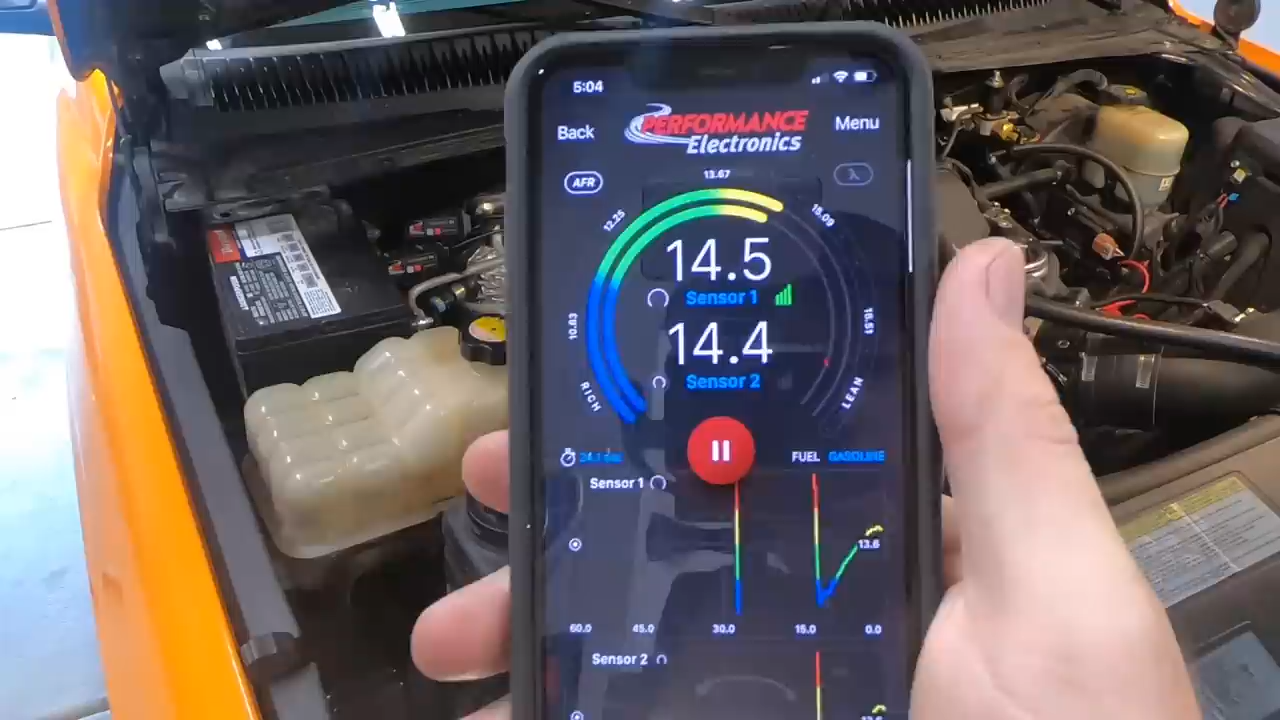 5:04
Back
PERFORMANCE
Electronics
Menu
AFR
λ
13.67
12.25
15.09
14.5
Sensor 1
10.83
16.51
14.4
Sensor 2
RICH
LEAN
FUEL GASOLINE
Sensor 1
13.6
60.0 45.0 30.0 15.0 0.0
Sensor 2